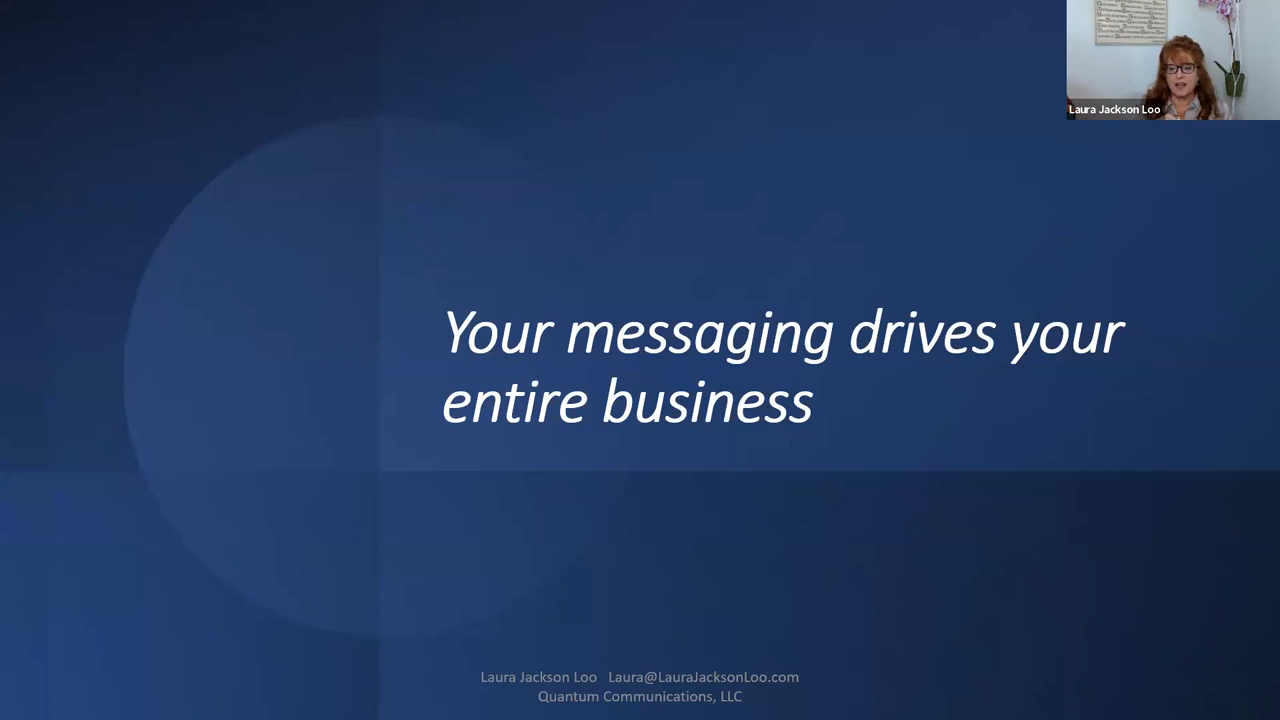 Laura Jackson Loo
Your messaging drives your
entire business
Laura Jackson Loo Laura@LauraJacksonLoo.com
Quantum Communications, LLC